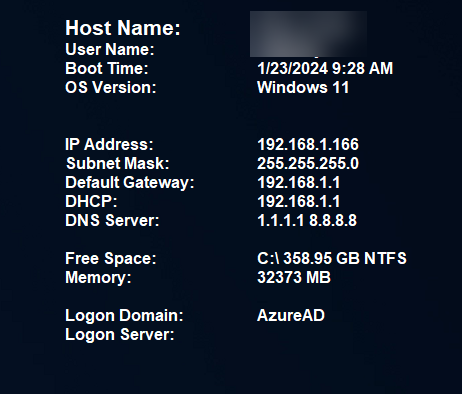 Host Name:
User Name:
Boot Time: 1/23/2024 9:28 AM
OS Version: Windows 11
IP Address: 192.168.1.166
Subnet Mask: 255.255.255.0
Default Gateway: 192.168.1.1
DHCP: 192.168.1.1
DNS Server: 1.1.1.1 8.8.8.8
Free Space: C:\ 358.95 GB NTFS
Memory: 32373 MB
Logon Domain: AzureAD
Logon Server: